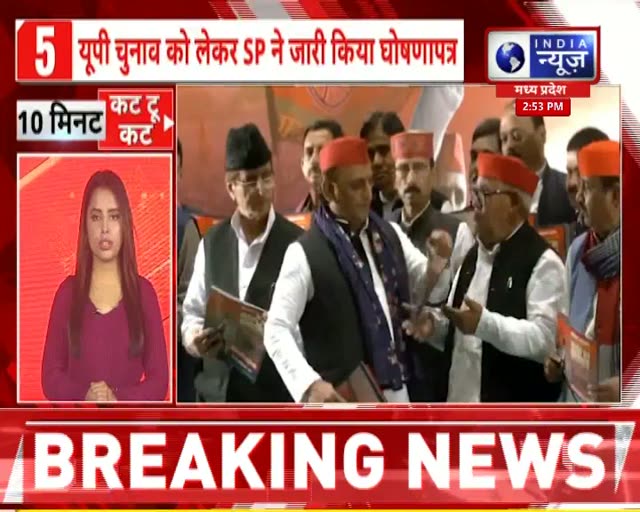 5 यूपी चुनाव को लेकर SP ने जारी किया घोषणापत्र
INDIA
न्यूज़
मध्य प्रदेश
2:53 PM
10 मिनट
कट टू
कट
BREAKING NEWS